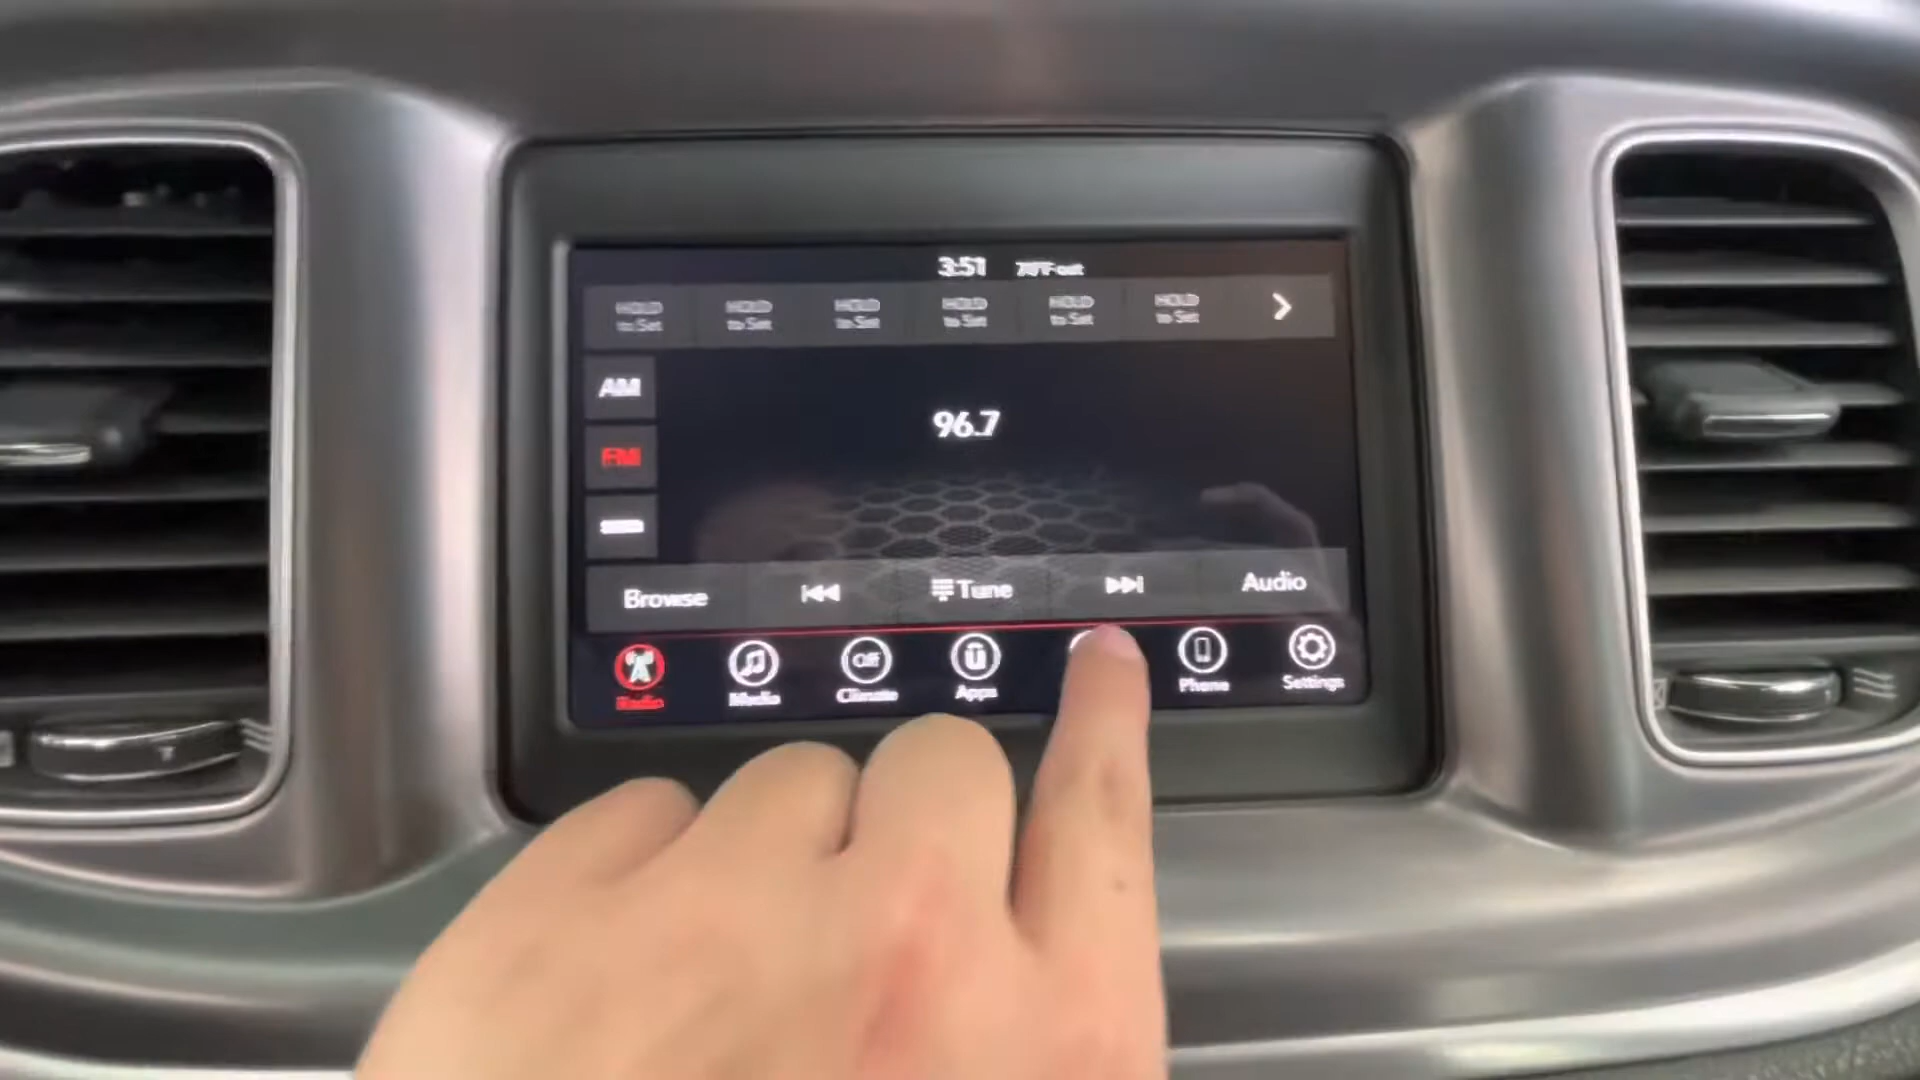 3:51
HOLD to Set
HOLD to Set
HOLD to Set
HOLD to Set
HOLD to Set
HOLD to Set
AM
96.7
FM
Browse
Tune
Audio
Radio
Media
Off
Climate
Apps
Phone
Settings